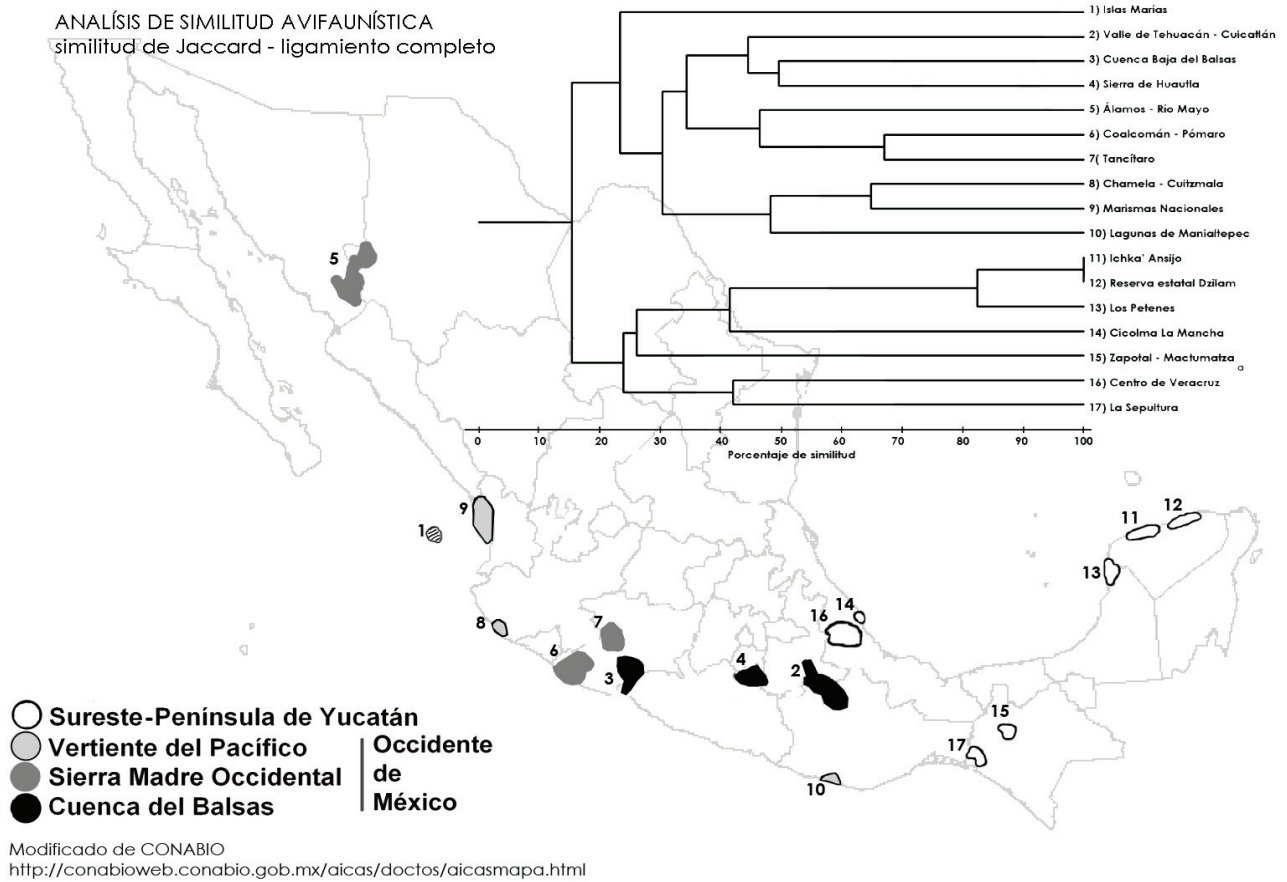 ANALÍSIS DE SIMILITUD AVIFAUNÍSTICA
similitud de Jaccard - ligamiento completo
1) Islas Marías
2) Valle de Tehuacán - Cuicatlán
3) Cuenca Baja del Balsas
4) Sierra de Huautla
5) Álamos - Río Mayo
6) Coalcomán - Pómaro
7( Tancítaro
8) Chamela - Cuitzmala
9) Marismas Nacionales
10) Lagunas de Manialtepec
11) Ichka' Ansijo
12) Reserva estatal Dzilam
13) Los Petenes
14) Cicolma La Mancha
15) Zapotal - Mactumatza
a
16) Centro de Veracruz
17) La Sepultura
0 10 20 30 40 50 60 70 80 90 100
Porcentaje de similitud
5
9
1
11
12
13
8
7
6
3
4
2
16
14
15
17
10
Sureste-Península de Yucatán
Vertiente del Pacífico
Sierra Madre Occidental
Cuenca del Balsas
Occidente
de
México
Modificado de CONABIO
http://conabioweb.conabio.gob.mx/aicas/doctos/aicasmapa.html